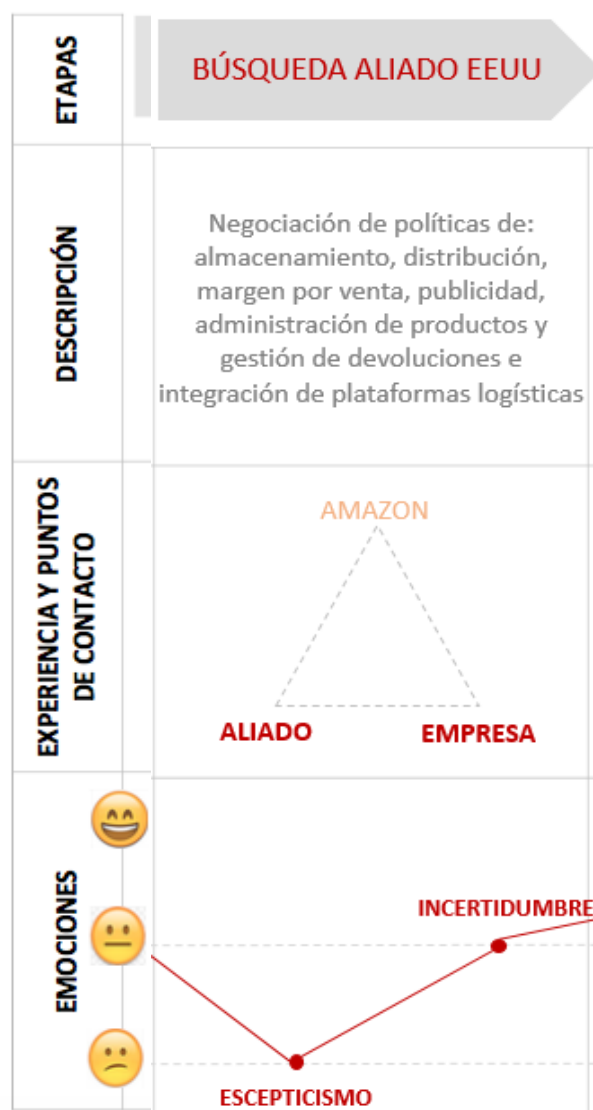 ETAPAS
BÚSQUEDA ALIADO EEUU
DESCRIPCIÓN
Negociación de políticas de:
almacenamiento, distribución,
margen por venta, publicidad,
administración de productos y
gestión de devoluciones e
integración de plataformas logísticas
EXPERIENCIA Y PUNTOS
DE CONTACTO
AMAZON
ALIADO
EMPRESA
EMOCIONES
INCERTIDUMBRE
ESCEPTICISMO